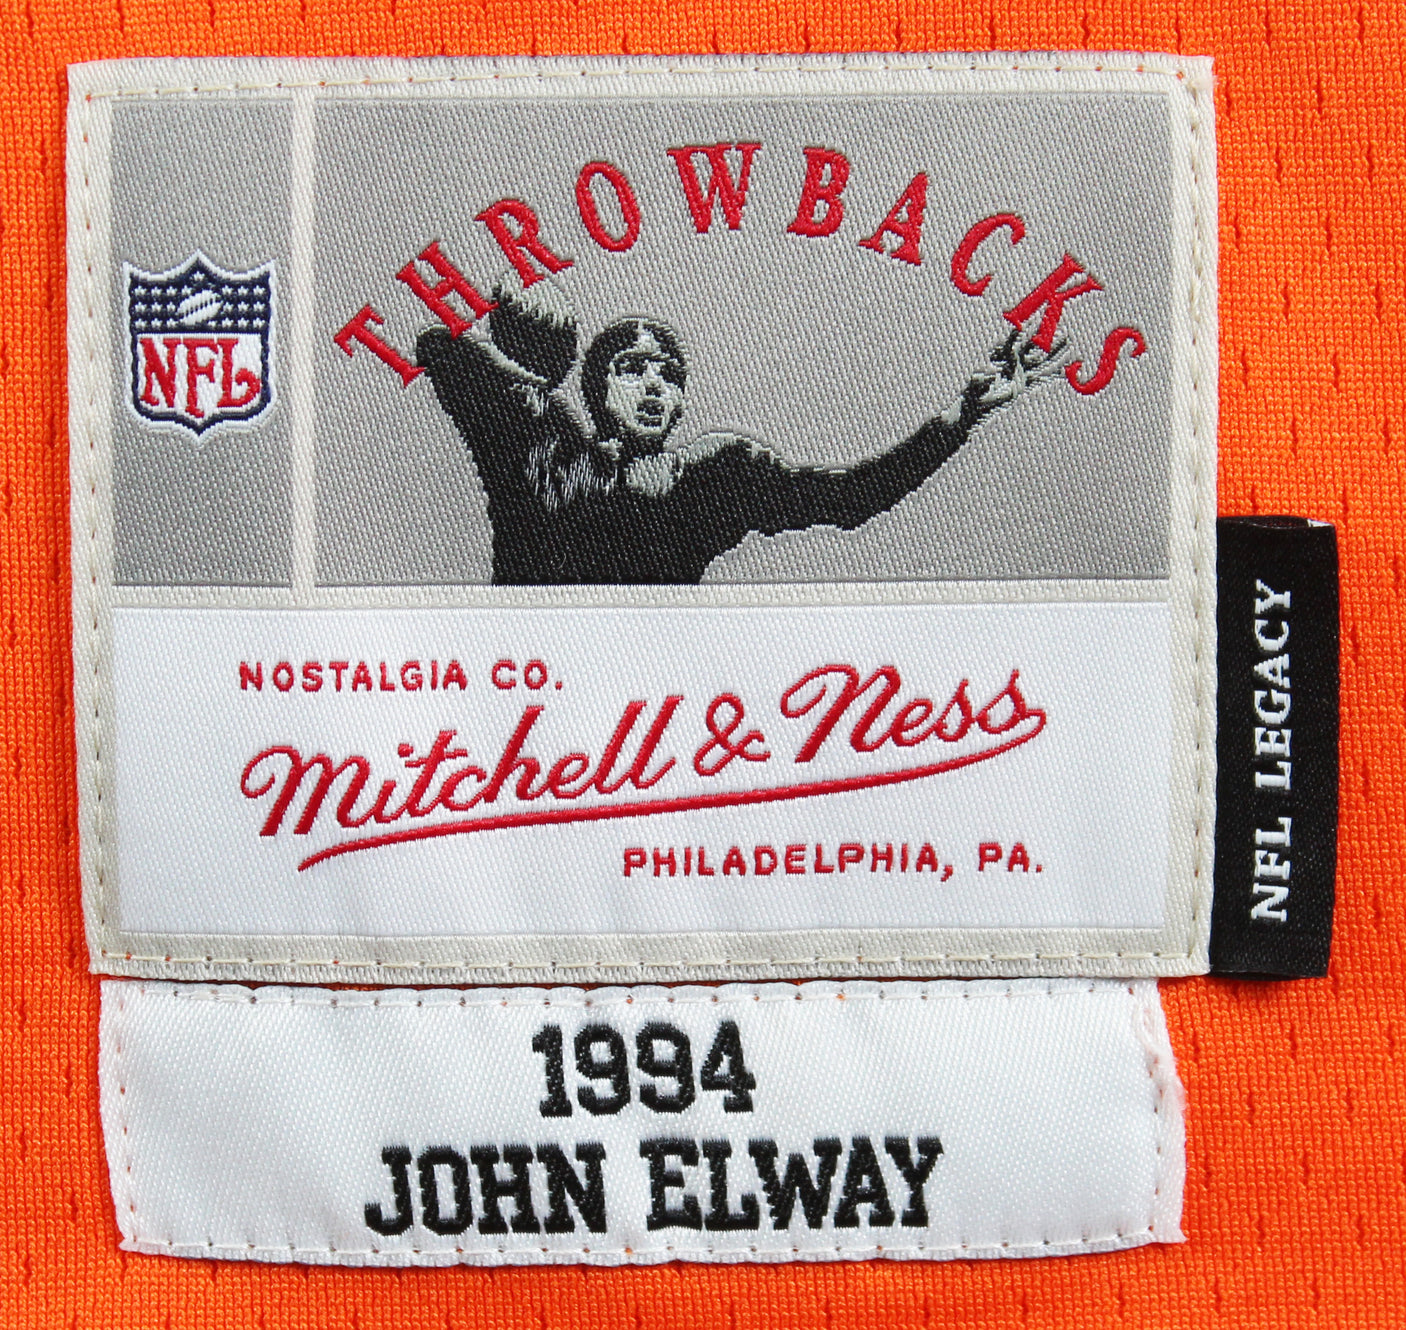 THROWBACKS
NFL
NOSTALGIA CO.
Mitchell & Ness
PHILADELPHIA, PA.
NFL LEGACY
1994
JOHN ELWAY